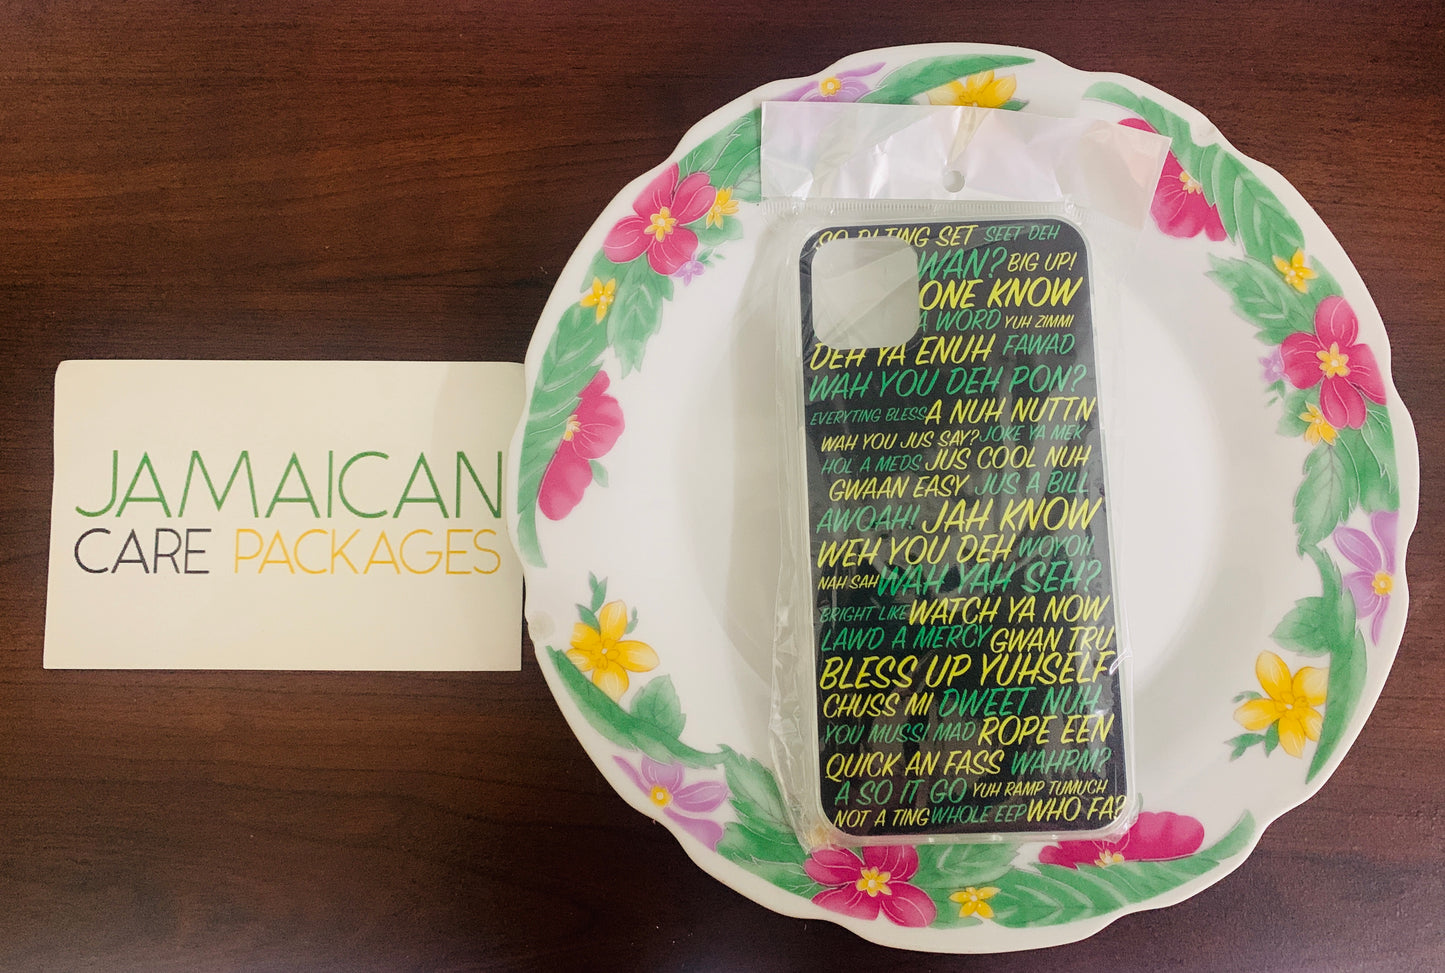 JAMAICAN
CARE PACKAGES
SO DI TING SET SEET DEH
WAN? BIG UP!
ONE KNOW
A WORD YUH ZIMMI
DEH YA ENUH FAWAD
WAH YOU DEH PON?
EVERYTING BLESS A NUH NUTTN
WAH YOU JUS SAY? JOKE YA MEK
HOL A MEDS JUS COOL NUH
GWAAN EASY JUS A BILL
AWOAH! JAH KNOW
WEH YOU DEH WOYOII
NAH SAH WAH YAH SEH?
BRIGHT LIKE WATCH YA NOW
LAWD A MERCY GWAN TRU
BLESS UP YUHSELF
CHUSS MI DWEET NUH
YOU MUSSI MAD ROPE EEN
QUICK AN FASS WAHPM?
A SO IT GO YUH RAMP TUMUCH
NOT A TING WHOLE EEP WHO FA?